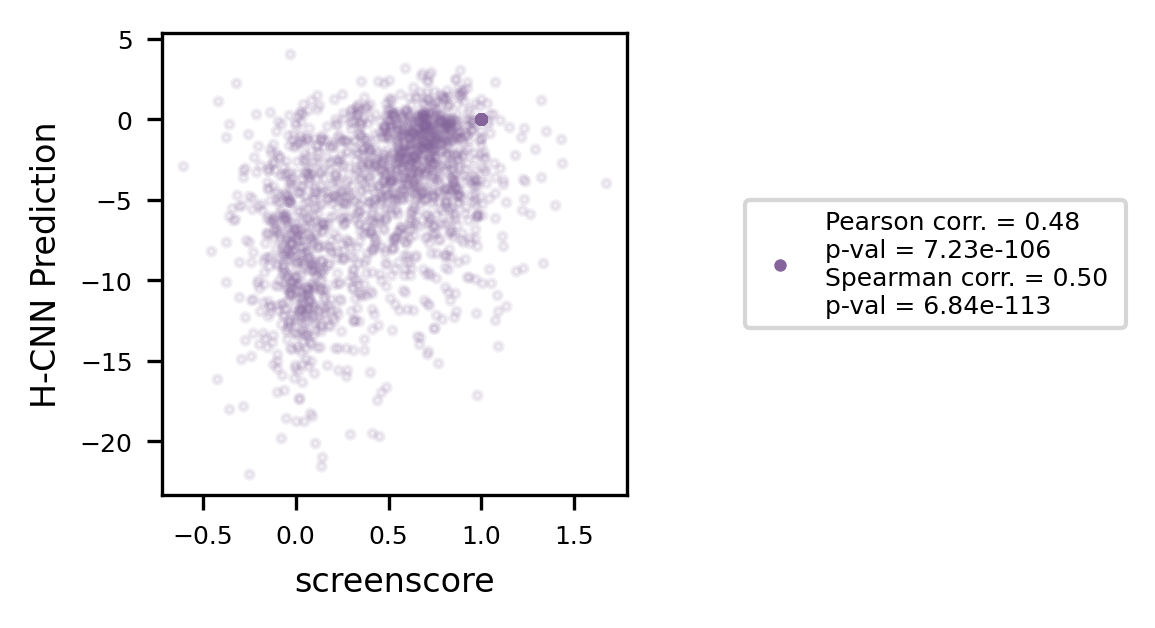 5
0
−5
−10
−15
−20
H-CNN Prediction
−0.5
0.0
0.5
1.0
1.5
screenscore
Pearson corr. = 0.48
p-val = 7.23e-106
Spearman corr. = 0.50
p-val = 6.84e-113